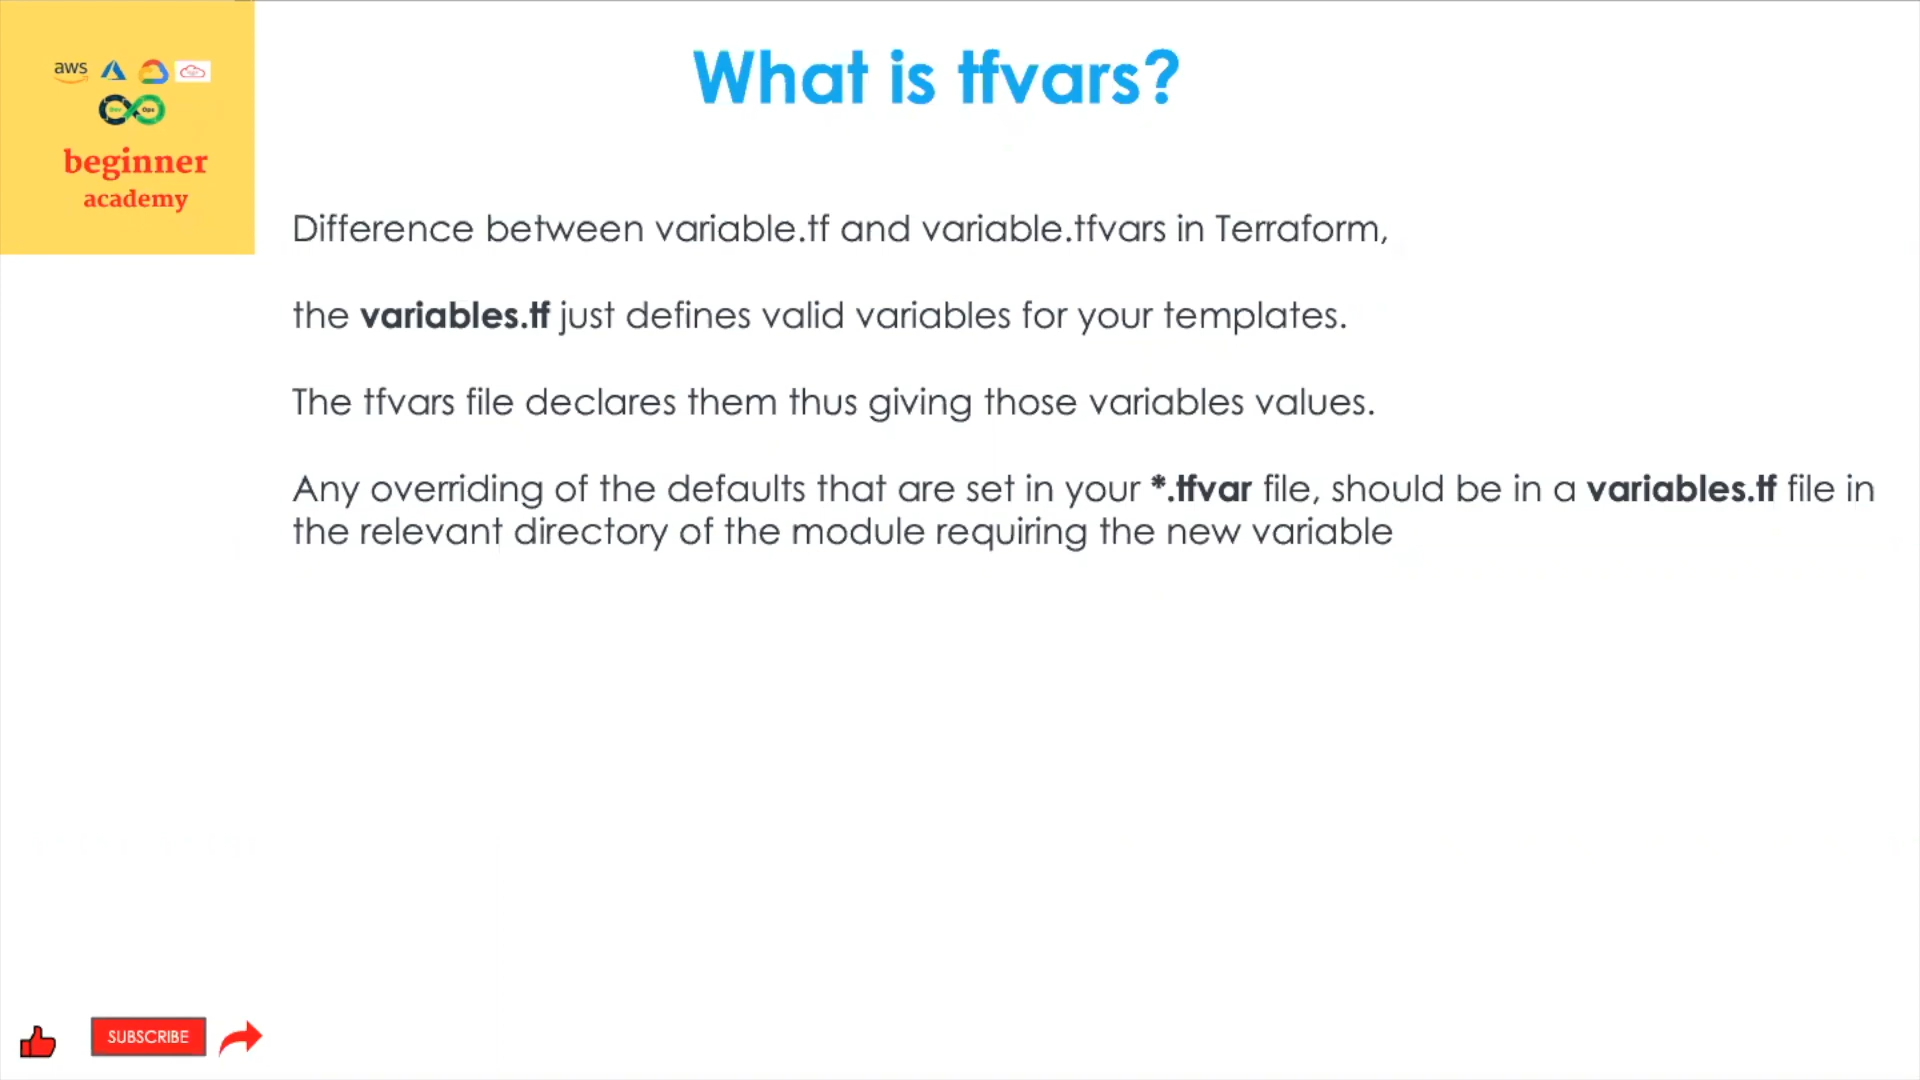 What is tfvars?
aws
Dev Ops
beginner
academy
Difference between variable.tf and variable.tfvars in Terraform,
the variables.tf just defines valid variables for your templates.
The tfvars file declares them thus giving those variables values.
Any overriding of the defaults that are set in your *.tfvar file, should be in a variables.tf file in
the relevant directory of the module requiring the new variable
SUBSCRIBE